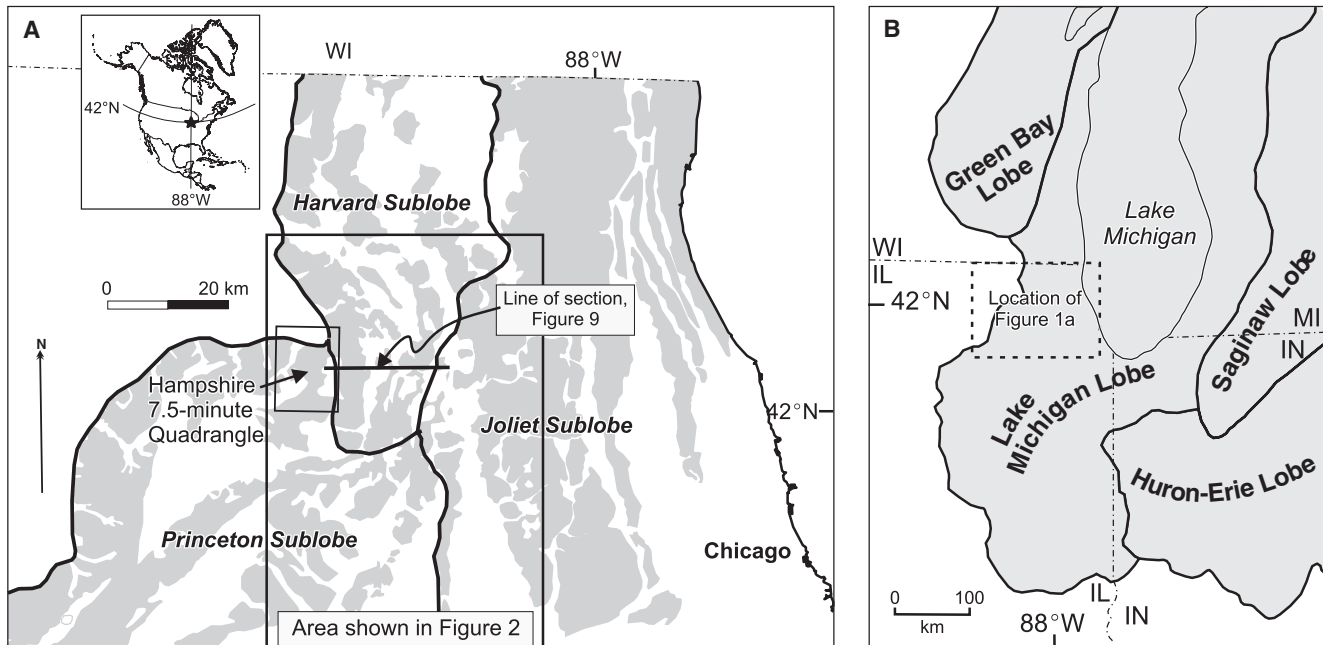 A
WI
88°W
42°N
88°W
Harvard Sublobe
0 20 km
Line of section,
Figure 9
N
Hampshire
7.5-minute
Quadrangle
42°N
Joliet Sublobe
Princeton Sublobe
Chicago
Area shown in Figure 2
B
Green Bay
Lobe
Lake
Michigan
WI
IL
42°N
Location of
Figure 1a
Saginaw Lobe
MI
IN
Lake
Michigan Lobe
Huron-Erie Lobe
0 100
km
IL
IN
88°W